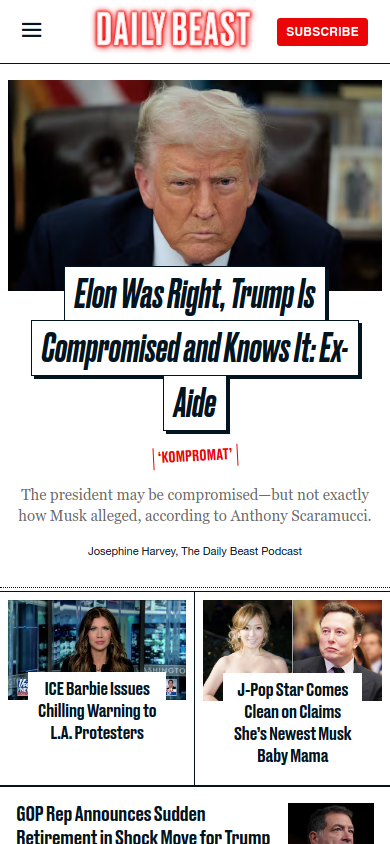 DAILY BEAST
SUBSCRIBE
Elon Was Right, Trump Is
Compromised and Knows It: Ex-
Aide
‘KOMPROMAT’
The president may be compromised—but not exactly
how Musk alleged, according to Anthony Scaramucci.
Josephine Harvey, The Daily Beast Podcast
ICE Barbie Issues
Chilling Warning to
L.A. Protesters
J-Pop Star Comes
Clean on Claims
She’s Newest Musk
Baby Mama
GOP Rep Announces Sudden
Retirement in Shock Move for Trump